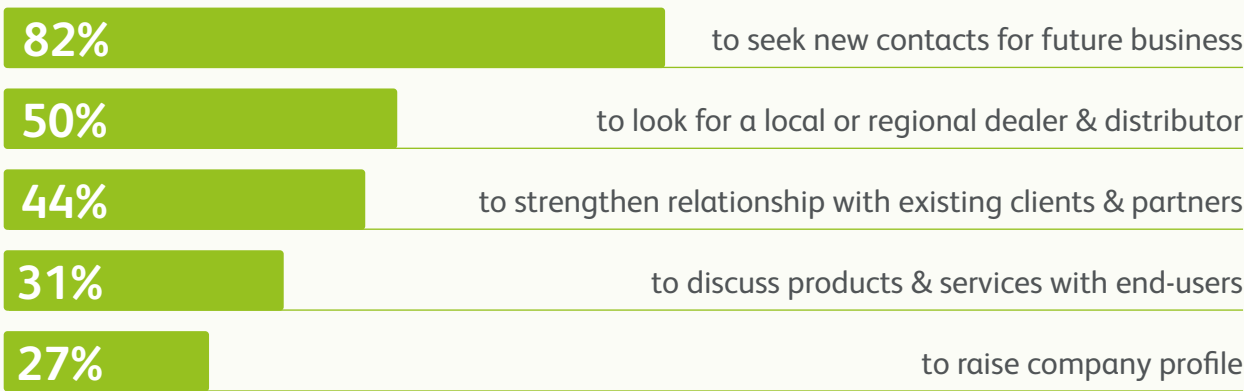 82% to seek new contacts for future business
50% to look for a local or regional dealer & distributor
44% to strengthen relationship with existing clients & partners
31% to discuss products & services with end-users
27% to raise company profile